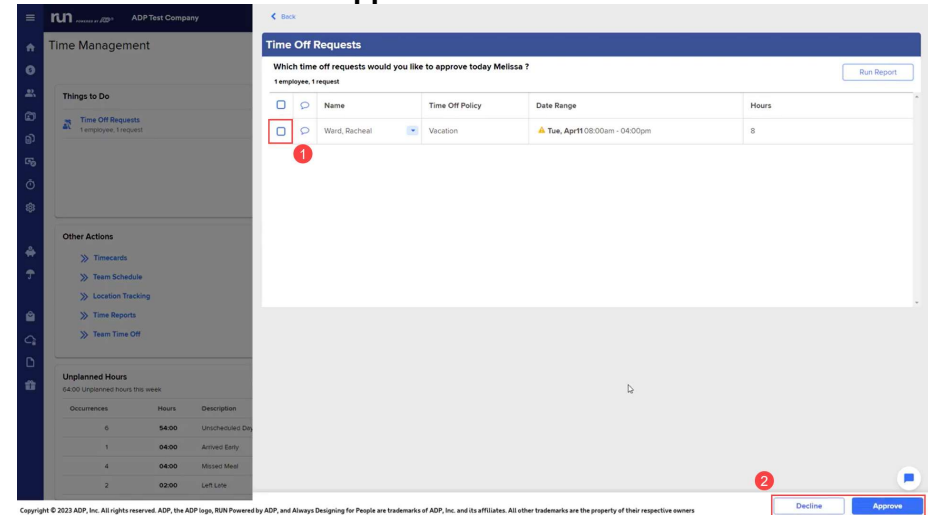 run POWERED BY ADP ADP Test Company
Back
Time Management
Time Off Requests
Which time off requests would you like to approve today Melissa ?
1 employee, 1 request
Run Report
Things to Do
Time Off Requests
1 employee, 1 request
Name Time Off Policy Date Range Hours
Ward, Racheal Vacation Tue, Apr11 08:00am - 04:00pm 8
1
Other Actions
Timecards
Team Schedule
Location Tracking
Time Reports
Team Time Off
Unplanned Hours
64:00 Unplanned hours this week
Occurrences Hours Description
6 54:00 Unscheduled Day
1 04:00 Arrived Early
4 04:00 Missed Meal
2 02:00 Left Late
2
Decline Approve
Copyright © 2023 ADP, Inc. All rights reserved. ADP, the ADP logo, RUN Powered by ADP, and Always Designing for People are trademarks of ADP, Inc. and its affiliates. All other trademarks are the property of their respective owners